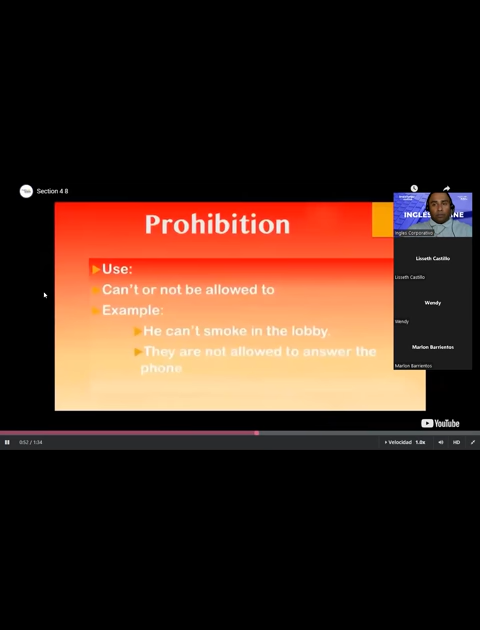 Section 4 8
Prohibition
Use:
Can't or not be allowed to
Example:
He can't smoke in the lobby.
They are not allowed to answer the
phone
INGLES
NE
Ingles Corporativo
Lisseth Castillo
Lisseth Castillo
Wendy
Wendy
Marlon Barrientos
Marlon Barrientos
YouTube
0:52 / 1:34
Velocidad 1.0x
HD